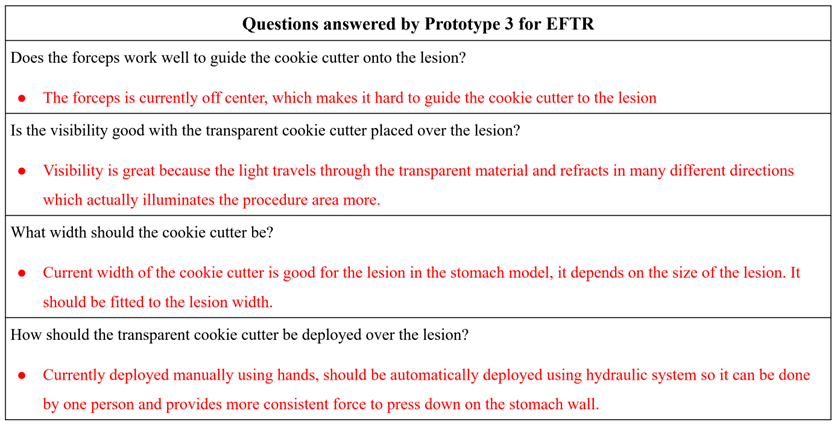 Questions answered by Prototype 3 for EFTR
Does the forceps work well to guide the cookie cutter onto the lesion?
● The forceps is currently off center, which makes it hard to guide the cookie cutter to the lesion
Is the visibility good with the transparent cookie cutter placed over the lesion?
● Visibility is great because the light travels through the transparent material and refracts in many different directions
which actually illuminates the procedure area more.
What width should the cookie cutter be?
● Current width of the cookie cutter is good for the lesion in the stomach model, it depends on the size of the lesion. It
should be fitted to the lesion width.
How should the transparent cookie cutter be deployed over the lesion?
● Currently deployed manually using hands, should be automatically deployed using hydraulic system so it can be done
by one person and provides more consistent force to press down on the stomach wall.